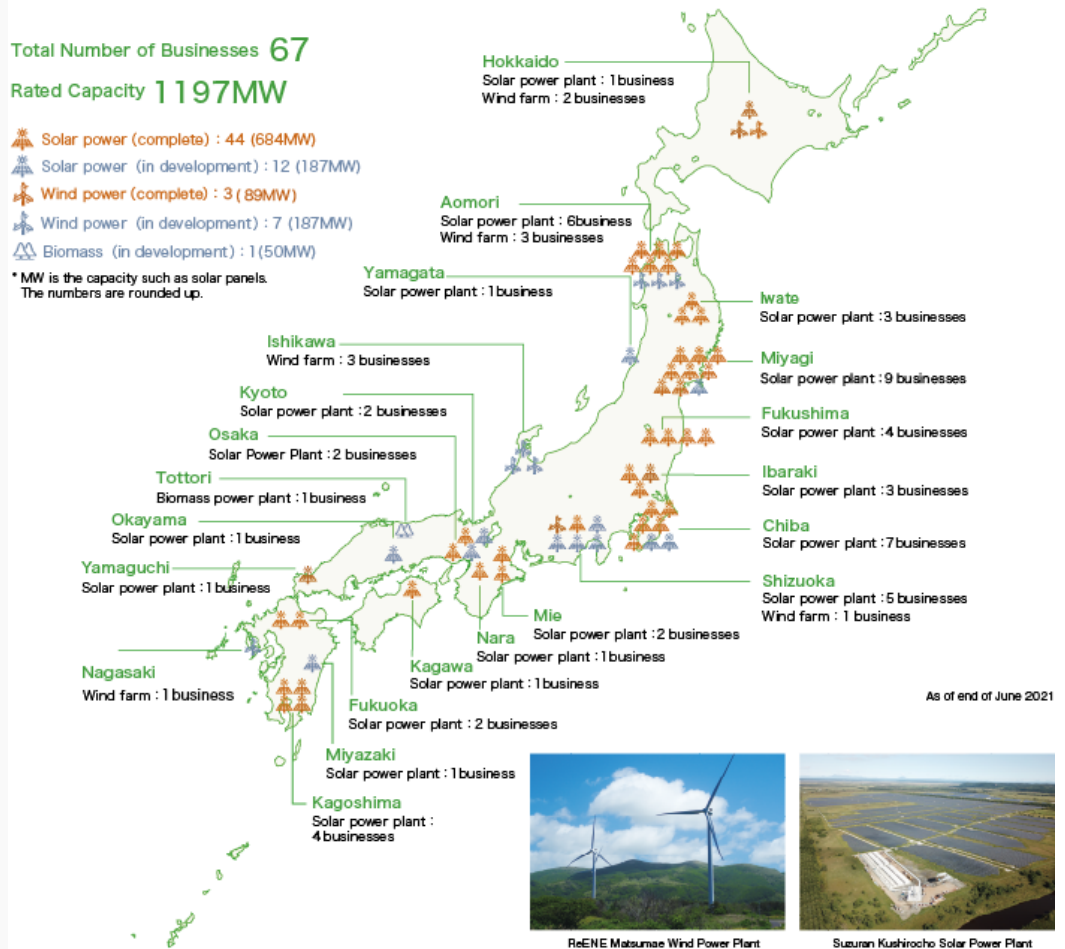 Total Number of Businesses 67
Rated Capacity 1197MW
Solar power (complete) : 44 (684MW)
Solar power (in development) : 12 (187MW)
Wind power (complete) : 3 (89MW)
Wind power (in development) : 7 (187MW)
Biomass (in development) : 1 (50MW)
* MW is the capacity such as solar panels.
The numbers are rounded up.
Hokkaido
Solar power plant : 1 business
Wind farm : 2 businesses
Aomori
Solar power plant : 6business
Wind farm : 3 businesses
Yamagata
Solar power plant : 1 business
Iwate
Solar power plant : 3 businesses
Ishikawa
Wind farm : 3 businesses
Miyagi
Solar power plant : 9 businesses
Kyoto
Solar power plant : 2 businesses
Fukushima
Solar power plant : 4 businesses
Osaka
Solar Power Plant : 2 businesses
Ibaraki
Solar power plant : 3 businesses
Tottori
Biomass power plant : 1 business
Okayama
Solar power plant : 1 business
Chiba
Solar power plant : 7 businesses
Yamaguchi
Solar power plant : 1 business
Shizuoka
Solar power plant : 5 businesses
Wind farm : 1 business
Mie
Solar power plant : 2 businesses
Nara
Solar power plant : 1 business
Kagawa
Solar power plant : 1 business
Nagasaki
Wind farm : 1 business
Fukuoka
Solar power plant : 2 businesses
Miyazaki
Solar power plant : 1 business
Kagoshima
Solar power plant :
4 businesses
As of end of June 2021
ReENE Matsumae Wind Power Plant
Suzuran Kushirocho Solar Power Plant